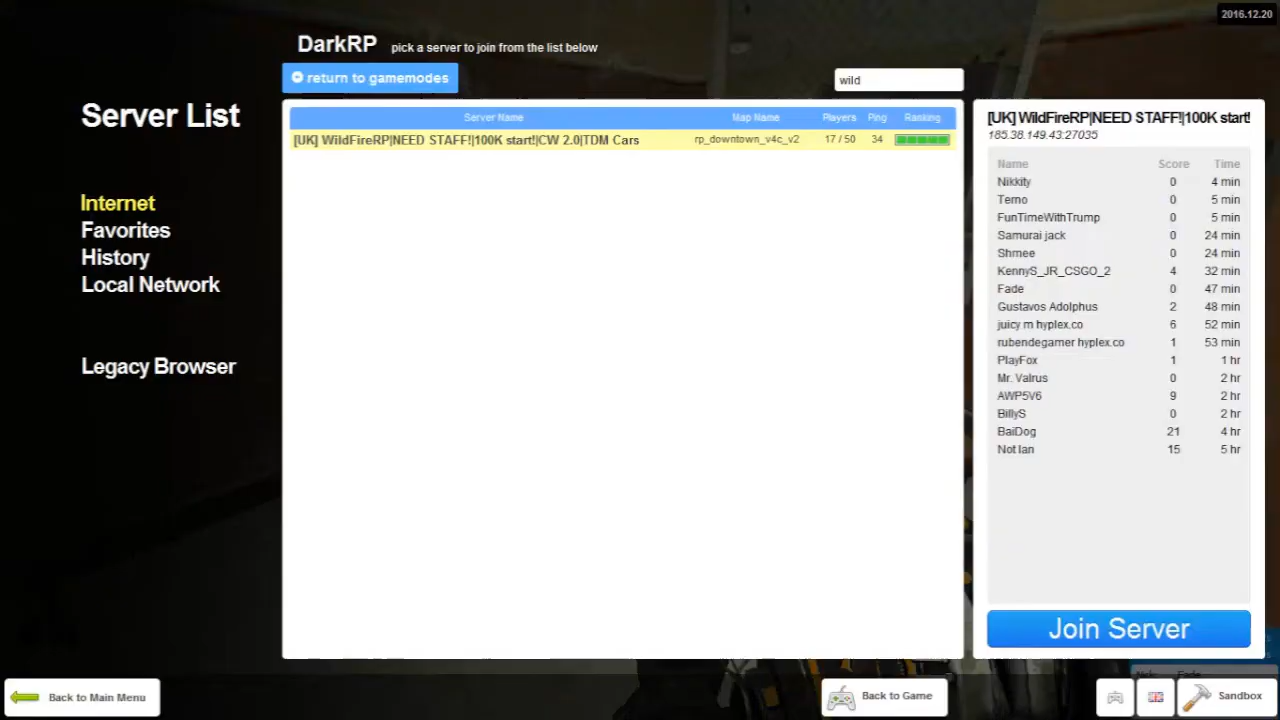 2016.12.20
DarkRP pick a server to join from the list below
return to gamemodes
wild
Server List
Internet
Favorites
History
Local Network
Legacy Browser
Server Name Map Name Players Ping Ranking
[UK] WildFireRP|NEED STAFF!|100K start!|CW 2.0|TDM Cars rp_downtown_v4c_v2 17 / 50 34
[UK] WildFireRP|NEED STAFF!|100K start!
185.38.149.43:27035
Name Score Time
Nikkity 0 4 min
Temo 0 5 min
FunTimeWithTrump 0 5 min
Samurai jack 0 24 min
Shmee 0 24 min
KennyS_JR_CSGO_2 4 32 min
Fade 0 47 min
Gustavos Adolphus 2 48 min
juicy m hyplex.co 6 52 min
rubendegamer hyplex.co 1 53 min
PlayFox 1 1 hr
Mr. Valrus 0 2 hr
AWP5V6 9 2 hr
BillyS 0 2 hr
BaiDog 21 4 hr
Not Ian 15 5 hr
Join Server
Back to Main Menu
Back to Game
Sandbox